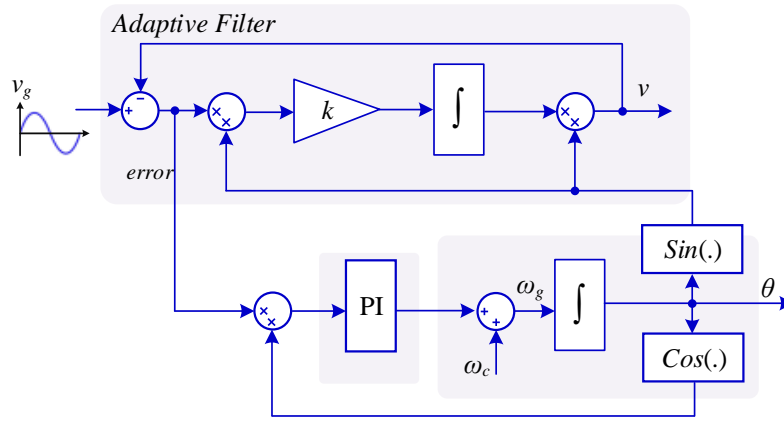 Adaptive Filter
v_g
+
−
×
×
k
∫
×
×
v
error
Sin(.)
×
×
PI
+
+
ω_g
∫
θ
ω_c
Cos(.)